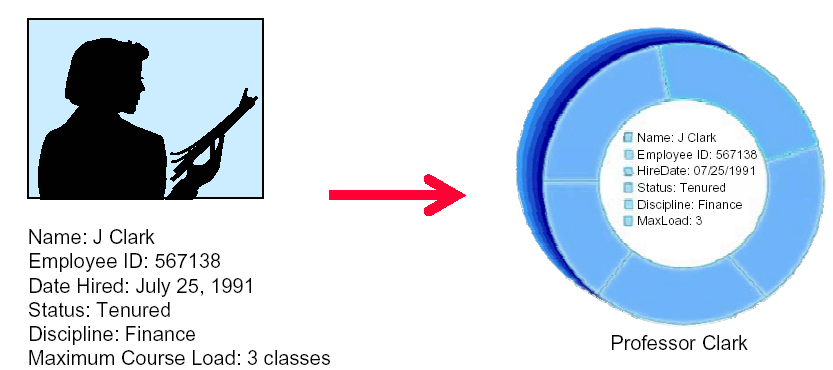 Name: J Clark
Employee ID: 567138
Date Hired: July 25, 1991
Status: Tenured
Discipline: Finance
Maximum Course Load: 3 classes
Name: J Clark
Employee ID: 567138
HireDate: 07/25/1991
Status: Tenured
Discipline: Finance
MaxLoad: 3
Professor Clark